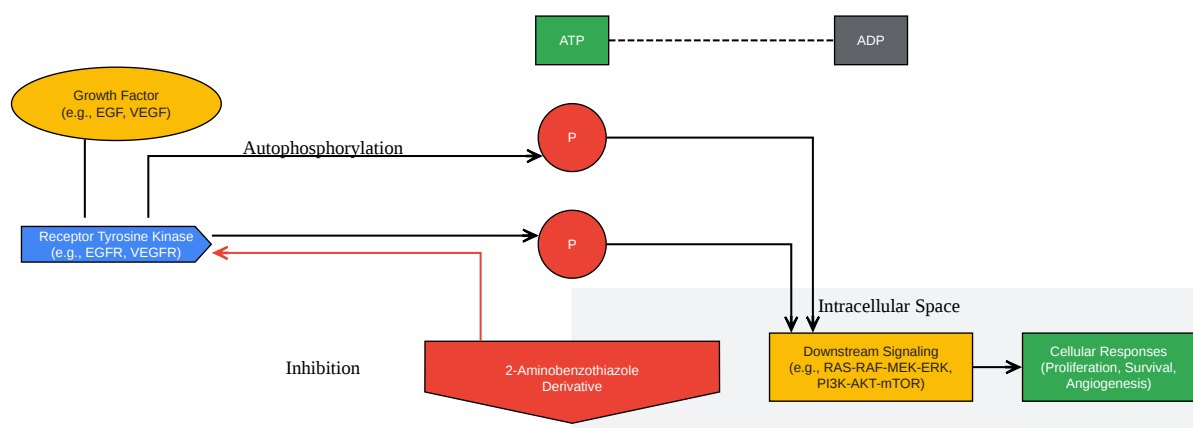 ATP
ADP
Growth Factor
(e.g., EGF, VEGF)
P
Autophosphorylation
Receptor Tyrosine Kinase
(e.g., EGFR, VEGFR)
P
Intracellular Space
Inhibition
2-Aminobenzothiazole
Derivative
Downstream Signaling
(e.g., RAS-RAF-MEK-ERK,
PI3K-AKT-mTOR)
Cellular Responses
(Proliferation, Survival,
Angiogenesis)